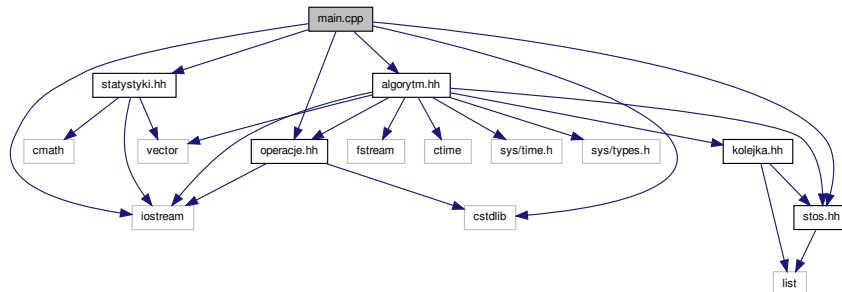 main.cpp
statystyki.hh
algorytm.hh
cmath
vector
operacje.hh
fstream
ctime
sys/time.h
sys/types.h
kolejka.hh
iostream
cstdlib
stos.hh
list